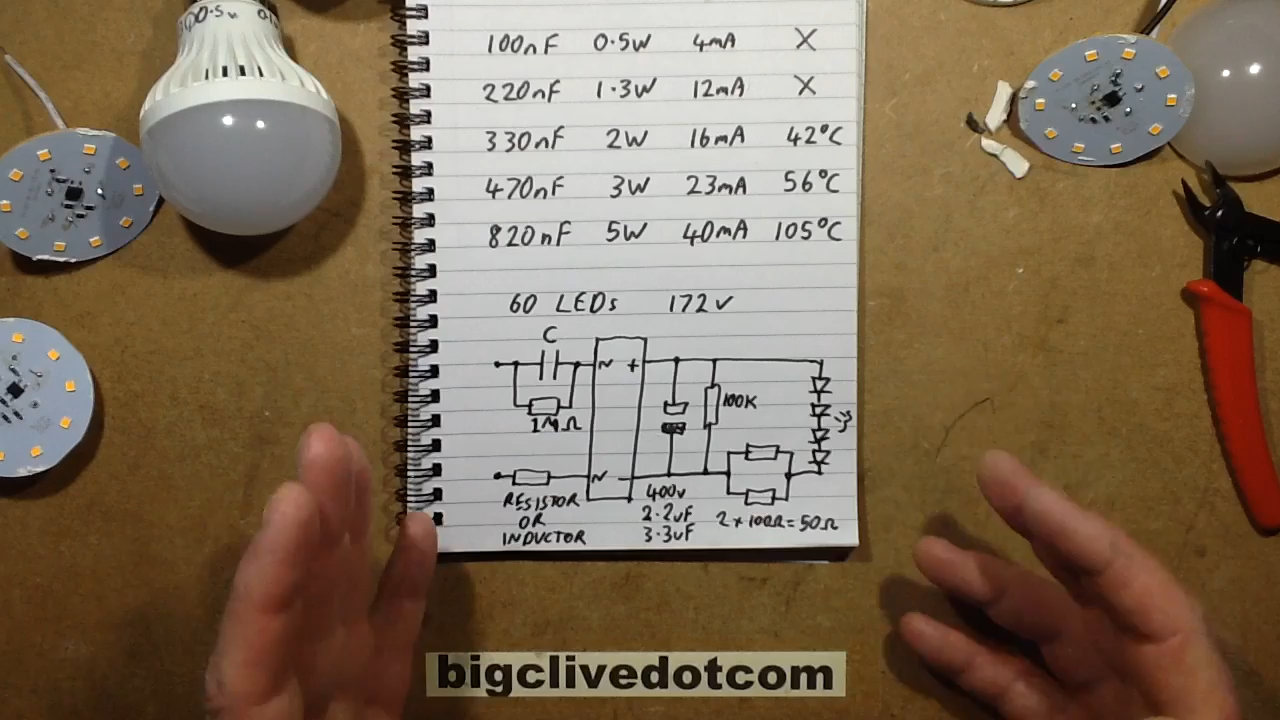 100nF 0.5W 4mA X
220nF 1.3W 12mA X
330nF 2W 16mA 42°C
470nF 3W 23mA 56°C
820nF 5W 40mA 105°C
60 LEDs 172V
C
~ +
1MΩ
100K
~ −
RESISTOR
OR
INDUCTOR
400V
2.2uF
3.3uF
2 x 100Ω = 50Ω
bigclivedotcom